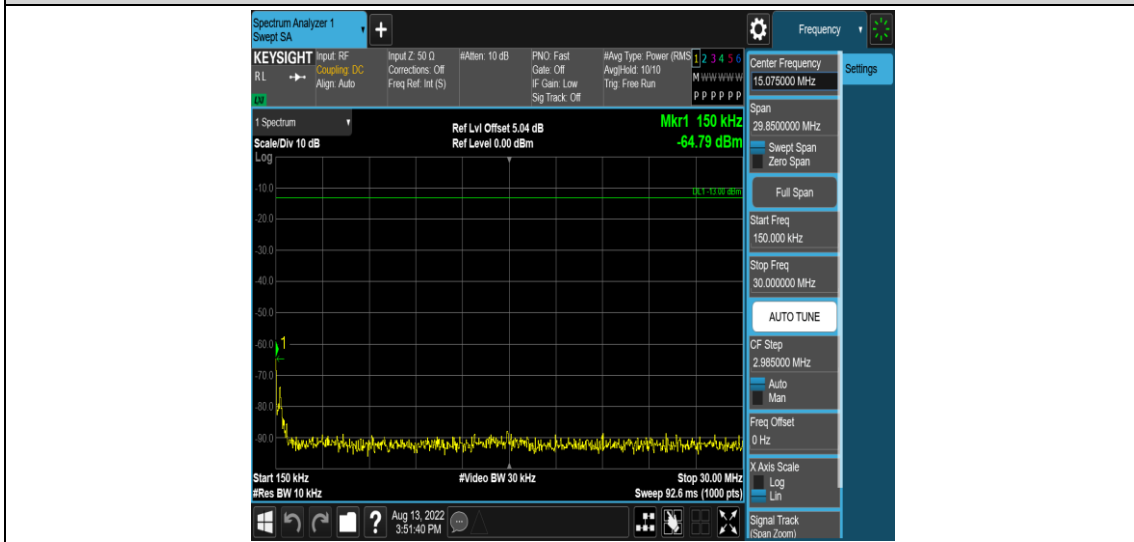 Spectrum Analyzer 1
Swept SA
+
Frequency
KEYSIGHT
Input: RF
Input Z: 50 Ω
#Atten: 10 dB
PNO: Fast
#Avg Type: Power (RMS
1 2 3 4 5 6
RL
Coupling: DC
Corrections: Off
Gate: Off
Avg|Hold: 10/10
M W W W W W
Align: Auto
Freq Ref: Int (S)
IF Gain: Low
Trig: Free Run
Sig Track: Off
P P P P P P
Center Frequency
15.075000 MHz
Settings
Span
29.8500000 MHz
Swept Span
Zero Span
Full Span
Start Freq
150.000 kHz
Stop Freq
30.000000 MHz
AUTO TUNE
CF Step
2.985000 MHz
Auto
Man
Freq Offset
0 Hz
X Axis Scale
Log
Lin
Signal Track
(Span Zoom)
1 Spectrum
Ref Lvl Offset 5.04 dB
Mkr1 150 kHz
Scale/Div 10 dB
Ref Level 0.00 dBm
-64.79 dBm
Log
-10.0
DL1 -13.00 dBm
-20.0
-30.0
-40.0
-50.0
-60.0
1
-70.0
-80.0
-90.0
Start 150 kHz
#Video BW 30 kHz
Stop 30.00 MHz
#Res BW 10 kHz
Sweep 92.6 ms (1000 pts)
?
Aug 13, 2022
3:51:40 PM